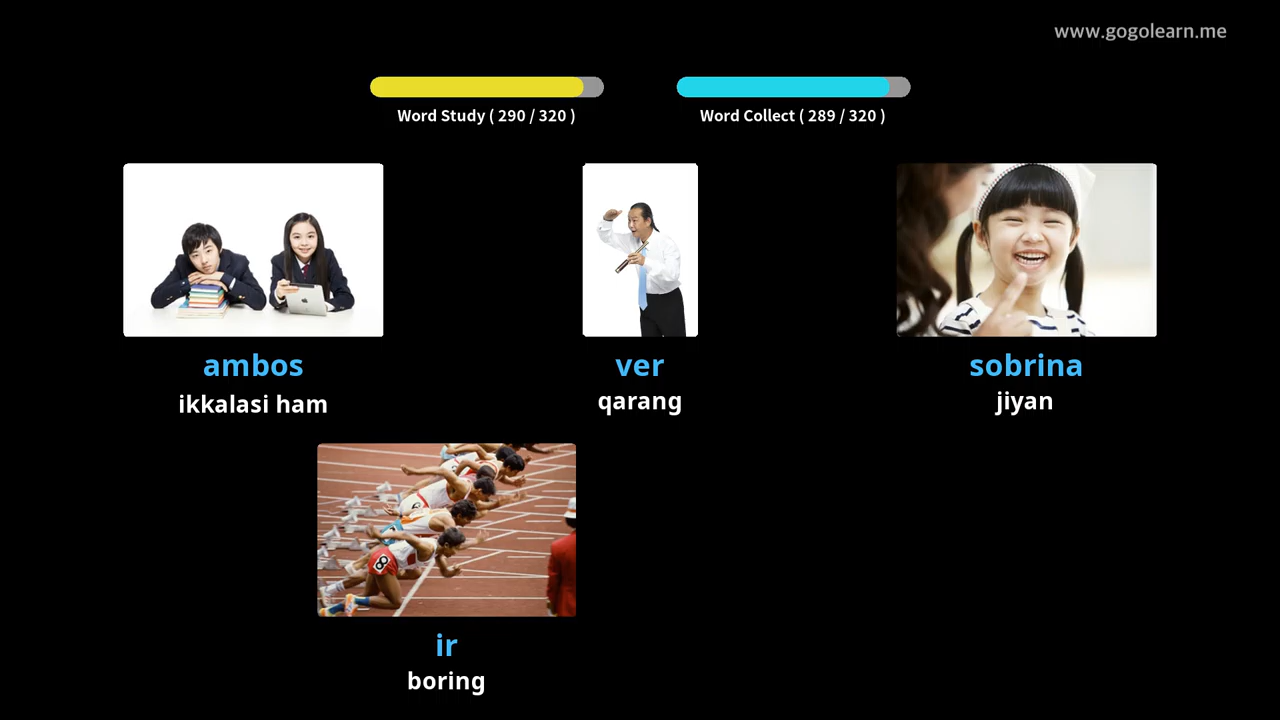 www.gogolearn.me
Word Study ( 290 / 320 )
Word Collect ( 289 / 320 )
ambos
ikkalasi ham
ver
qarang
sobrina
jiyan
8
ir
boring